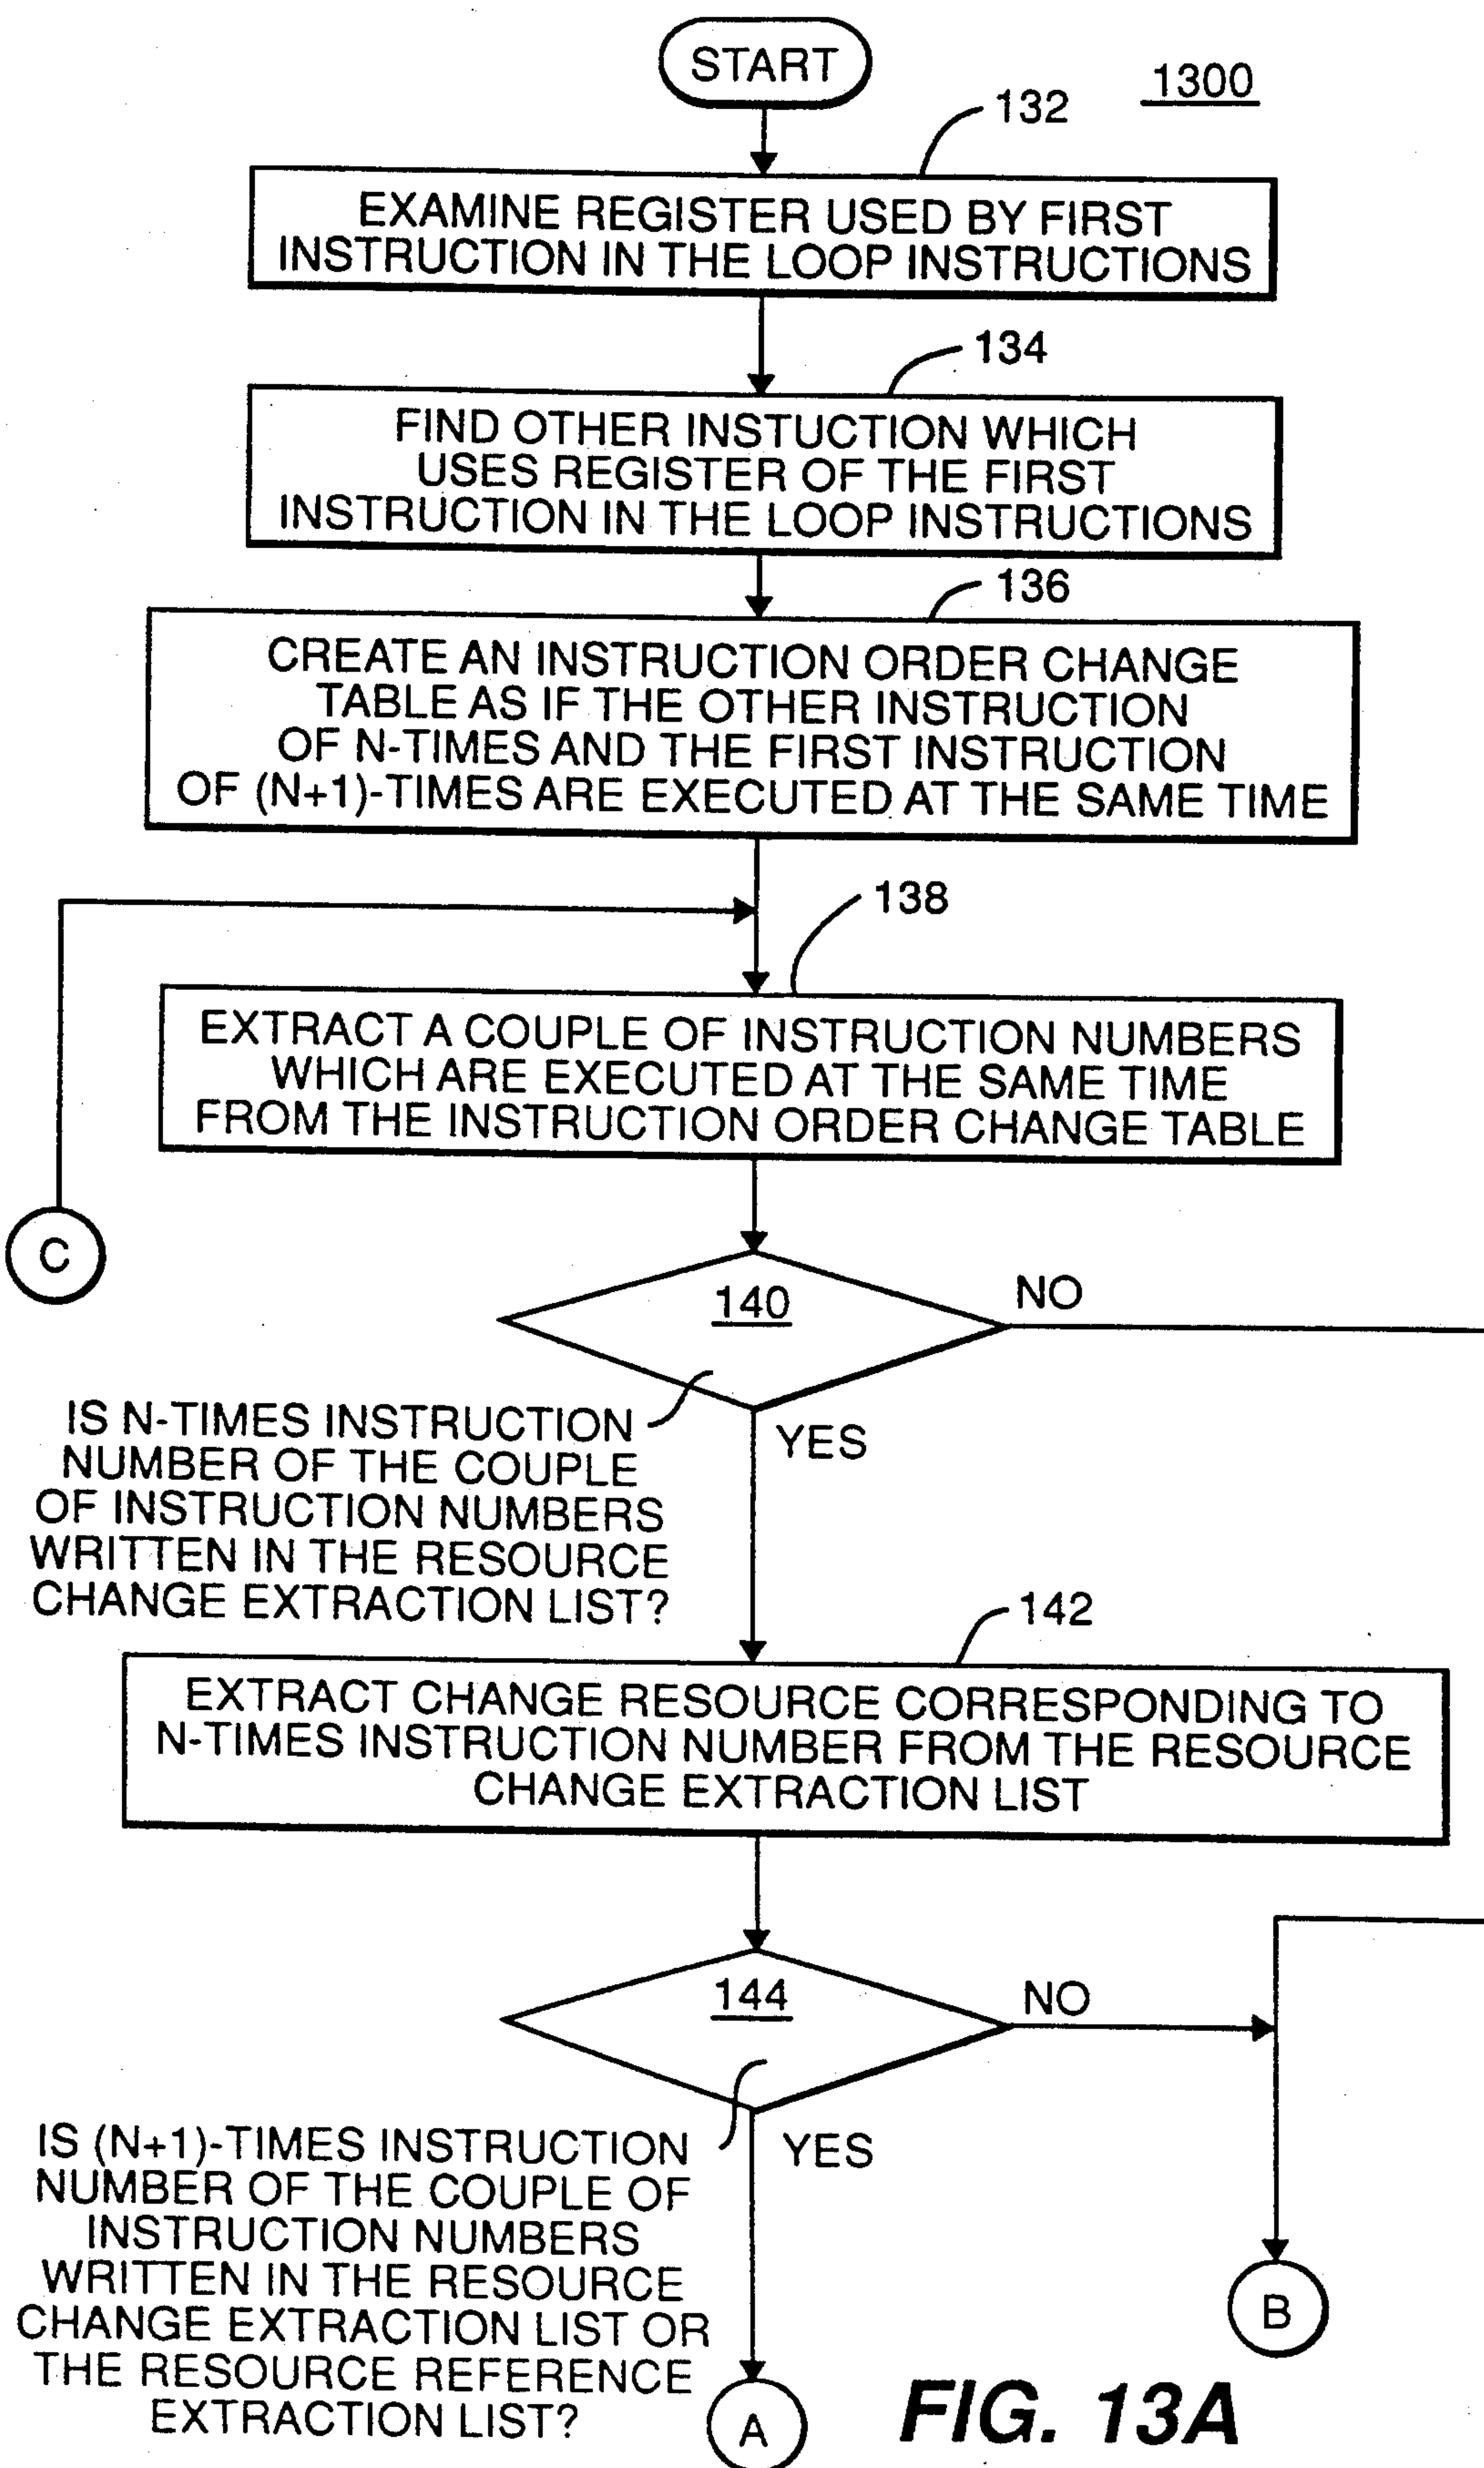 START
1300
132
EXAMINE REGISTER USED BY FIRST
INSTRUCTION IN THE LOOP INSTRUCTIONS
134
FIND OTHER INSTUCTION WHICH
USES REGISTER OF THE FIRST
INSTRUCTION IN THE LOOP INSTRUCTIONS
136
CREATE AN INSTRUCTION ORDER CHANGE
TABLE AS IF THE OTHER INSTRUCTION
OF N-TIMES AND THE FIRST INSTRUCTION
OF (N+1)-TIMES ARE EXECUTED AT THE SAME TIME
138
EXTRACT A COUPLE OF INSTRUCTION NUMBERS
WHICH ARE EXECUTED AT THE SAME TIME
FROM THE INSTRUCTION ORDER CHANGE TABLE
C
140
NO
IS N-TIMES INSTRUCTION
NUMBER OF THE COUPLE
OF INSTRUCTION NUMBERS
WRITTEN IN THE RESOURCE
CHANGE EXTRACTION LIST?
YES
142
EXTRACT CHANGE RESOURCE CORRESPONDING TO
N-TIMES INSTRUCTION NUMBER FROM THE RESOURCE
CHANGE EXTRACTION LIST
144
NO
IS (N+1)-TIMES INSTRUCTION
NUMBER OF THE COUPLE OF
INSTRUCTION NUMBERS
WRITTEN IN THE RESOURCE
CHANGE EXTRACTION LIST OR
THE RESOURCE REFERENCE
EXTRACTION LIST?
YES
B
A
FIG. 13A